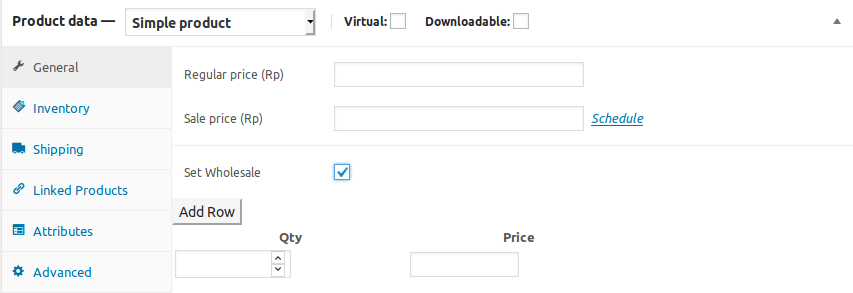 Product data — Simple product Virtual: Downloadable:
General
Regular price (Rp)
Inventory
Sale price (Rp) Schedule
Shipping
Set Wholesale
Linked Products
Add Row
Attributes
Qty Price
Advanced